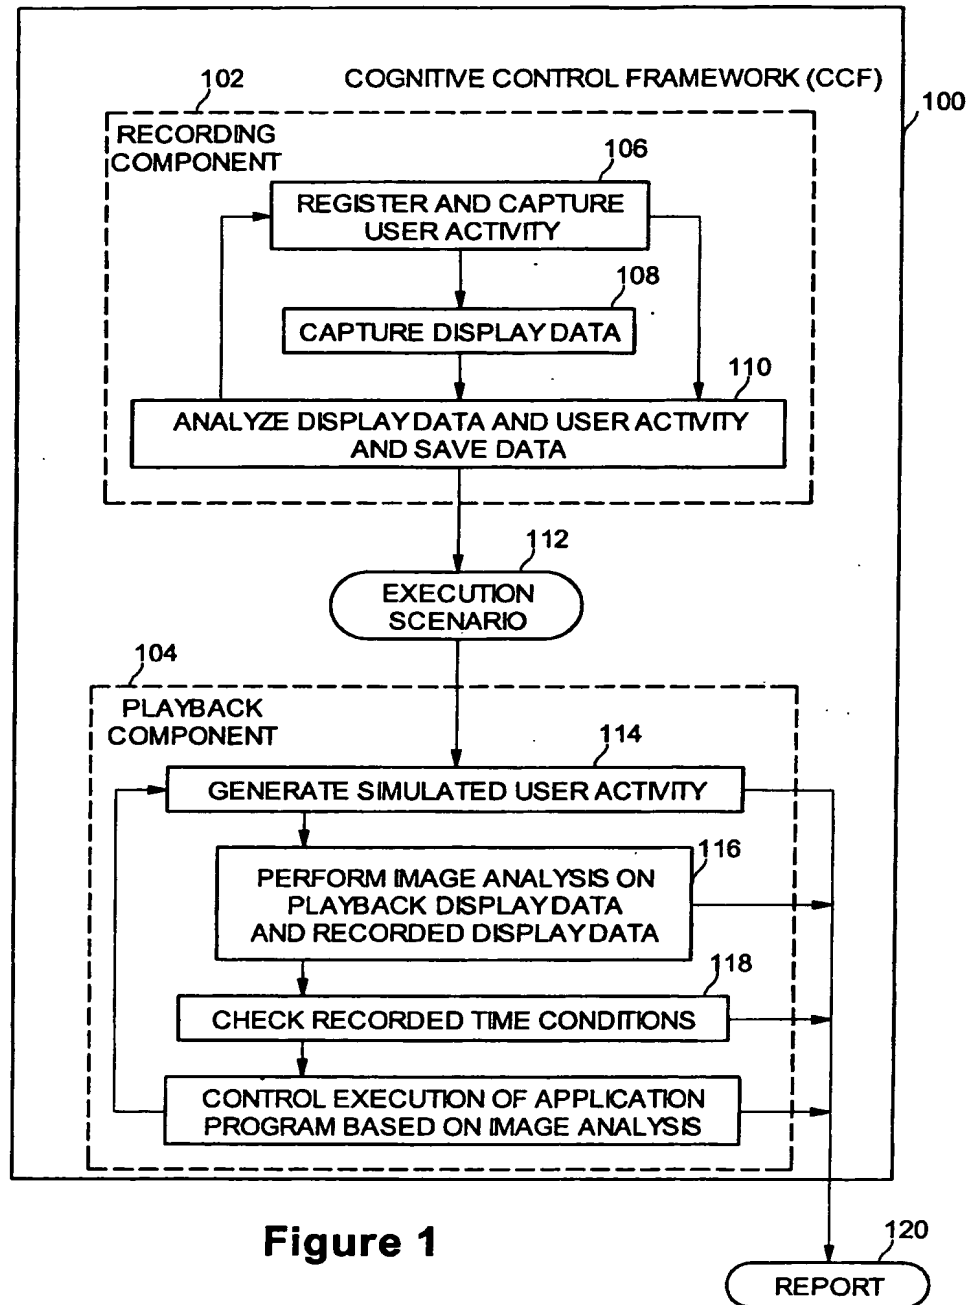 102
COGNITIVE CONTROL FRAMEWORK (CCF)
100
RECORDING
COMPONENT
106
REGISTER AND CAPTURE
USER ACTIVITY
108
CAPTURE DISPLAY DATA
110
ANALYZE DISPLAY DATA AND USER ACTIVITY
AND SAVE DATA
112
EXECUTION
SCENARIO
104
PLAYBACK
COMPONENT
114
GENERATE SIMULATED USER ACTIVITY
116
PERFORM IMAGE ANALYSIS ON
PLAYBACK DISPLAY DATA
AND RECORDED DISPLAY DATA
118
CHECK RECORDED TIME CONDITIONS
CONTROL EXECUTION OF APPLICATION
PROGRAM BASED ON IMAGE ANALYSIS
Figure 1
120
REPORT